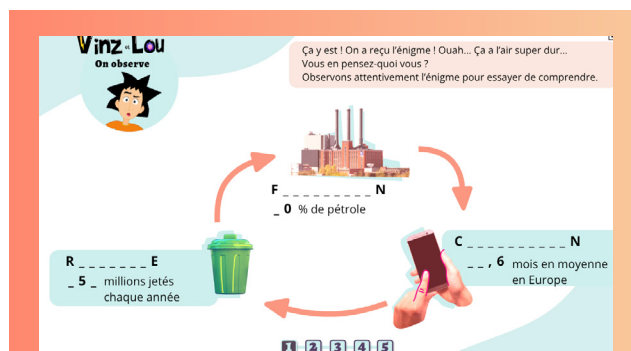 Vinz et Lou
On observe
Ça y est ! On a reçu l'énigme ! Ouah... Ça a l'air super dur...
Vous en pensez-quoi vous ?
Observons attentivement l'énigme pour essayer de comprendre.
F _ _ _ _ _ _ _ _ _ N
_ 0 % de pétrole
C _ _ _ _ _ _ _ _ _ _ N
_ _ , 6 mois en moyenne
en Europe
R _ _ _ _ _ _ _ E
_ 5 _ millions jetés
chaque année
1 2 3 4 5